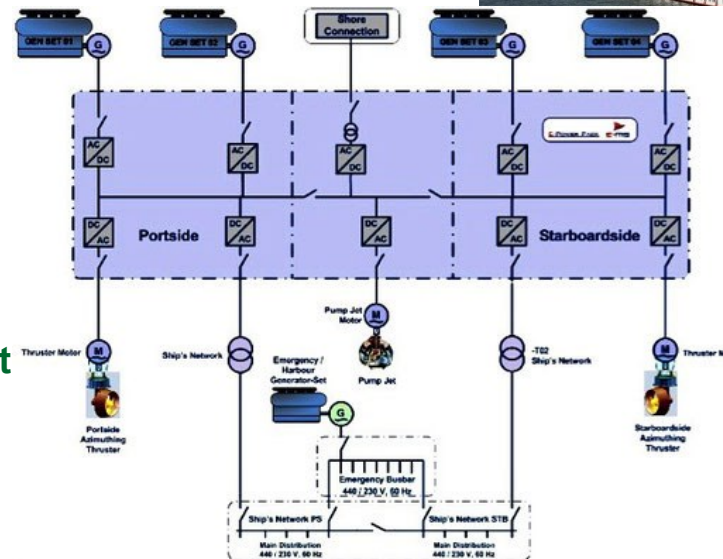 GEN SET 01
G
GEN SET 02
G
Shore
Connection
GEN SET 03
G
GEN SET 04
G
AC
DC
AC
DC
AC
DC
AC
DC
AC
DC
E-Power Pack
E-MS
DC
AC
Portside
DC
AC
DC
AC
DC
AC
Starboardside
DC
AC
t
Thruster Motor
M
Portside
Azimuthing
Thruster
Ship's Network
Pump Jet
Motor
M
Pump Jet
Emergency /
Harbour
Generator-Set
G
-T02
Ship's Network
Thruster M
M
Starboardside
Azimuthing
Thruster
Emergency Busbar
440 / 230 V, 60 Hz
Ship's Network PS
Ship's Network STB
Main Distribution
440 / 230 V, 60 Hz
Main Distribution
440 / 230 V, 60 Hz